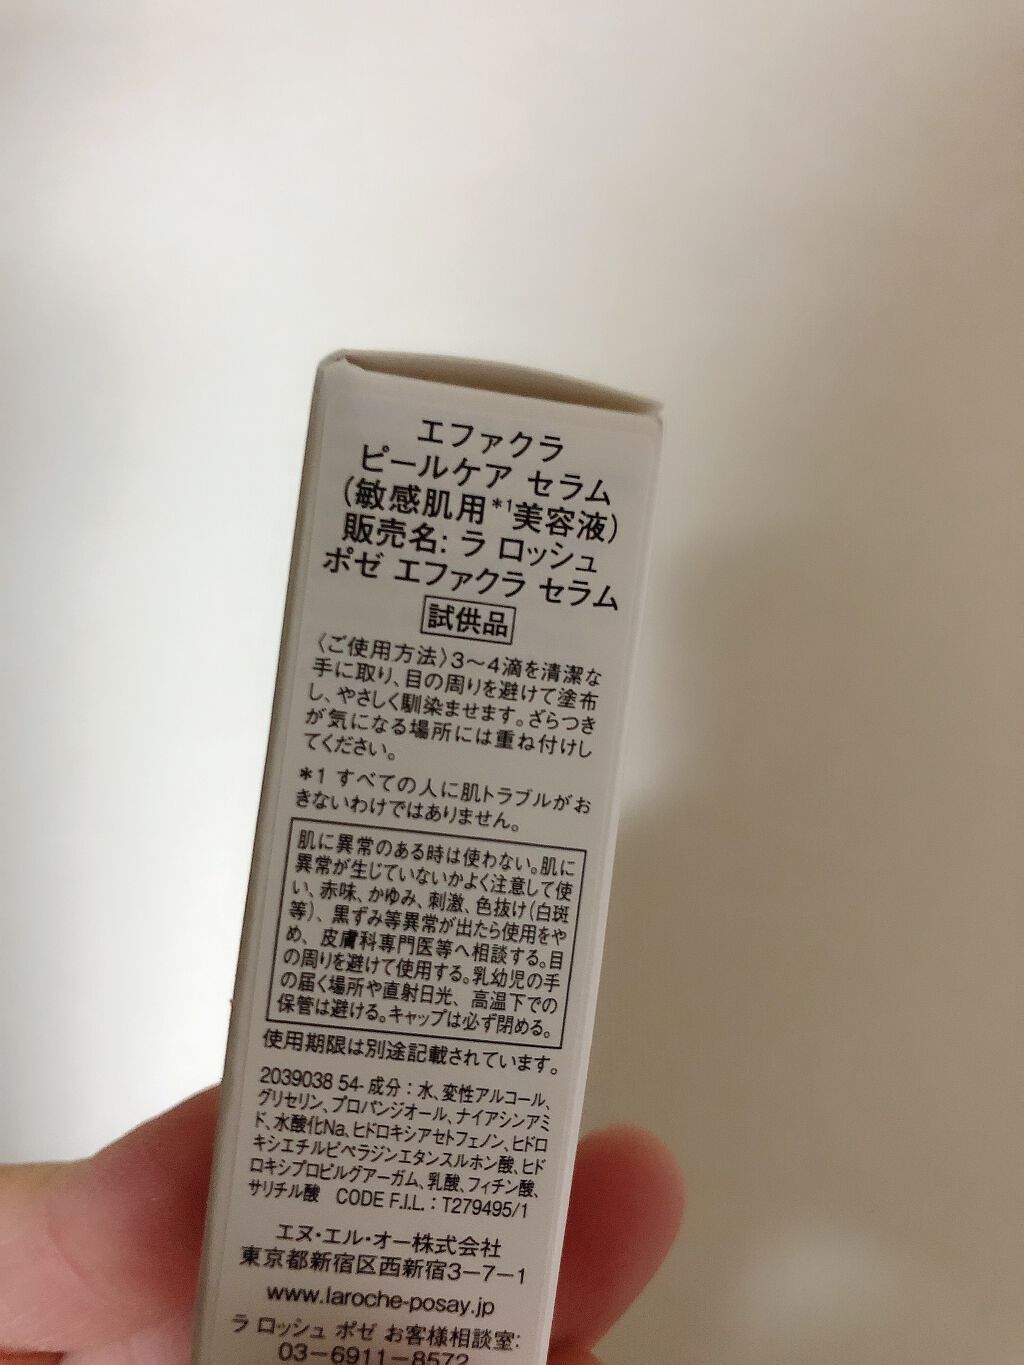 エファクラ
ピールケア セラム
(敏感肌用*1美容液)
販売名: ラ ロッシュ
ポゼ エファクラ セラム
試供品
〈ご使用方法〉3〜4滴を清潔な
手に取り、目の周りを避けて塗布
し、やさしく馴染ませます。ざらつき
が気になる場所には重ね付けし
てください。
*1 すべての人に肌トラブルがお
きないわけではありません。
肌に異常のある時は使わない。肌に
異常が生じていないかよく注意して使
い、赤味、かゆみ、刺激、色抜け(白斑
等)、黒ずみ等異常が出たら使用をや
め、皮膚科専門医等へ相談する。目
の周りを避けて使用する。乳幼児の手
の届く場所や直射日光、高温下での
保管は避ける。キャップは必ず閉める。
使用期限は別途記載されています。
2039038 54- 成分 : 水、変性アルコール、
グリセリン、プロパンジオール、ナイアシンアミ
ド、水酸化Na、ヒドロキシアセトフェノン、ヒドロ
キシエチルピペラジンエタンスルホン酸、ヒド
ロキシプロピルグアーガム、乳酸、フィチン酸、
サリチル酸 CODE F.I.L. : T279495/1
エヌ・エル・オー株式会社
東京都新宿区西新宿3-7-1
www.laroche-posay.jp
ラ ロッシュ ポゼ お客様相談室:
03-6911-8572